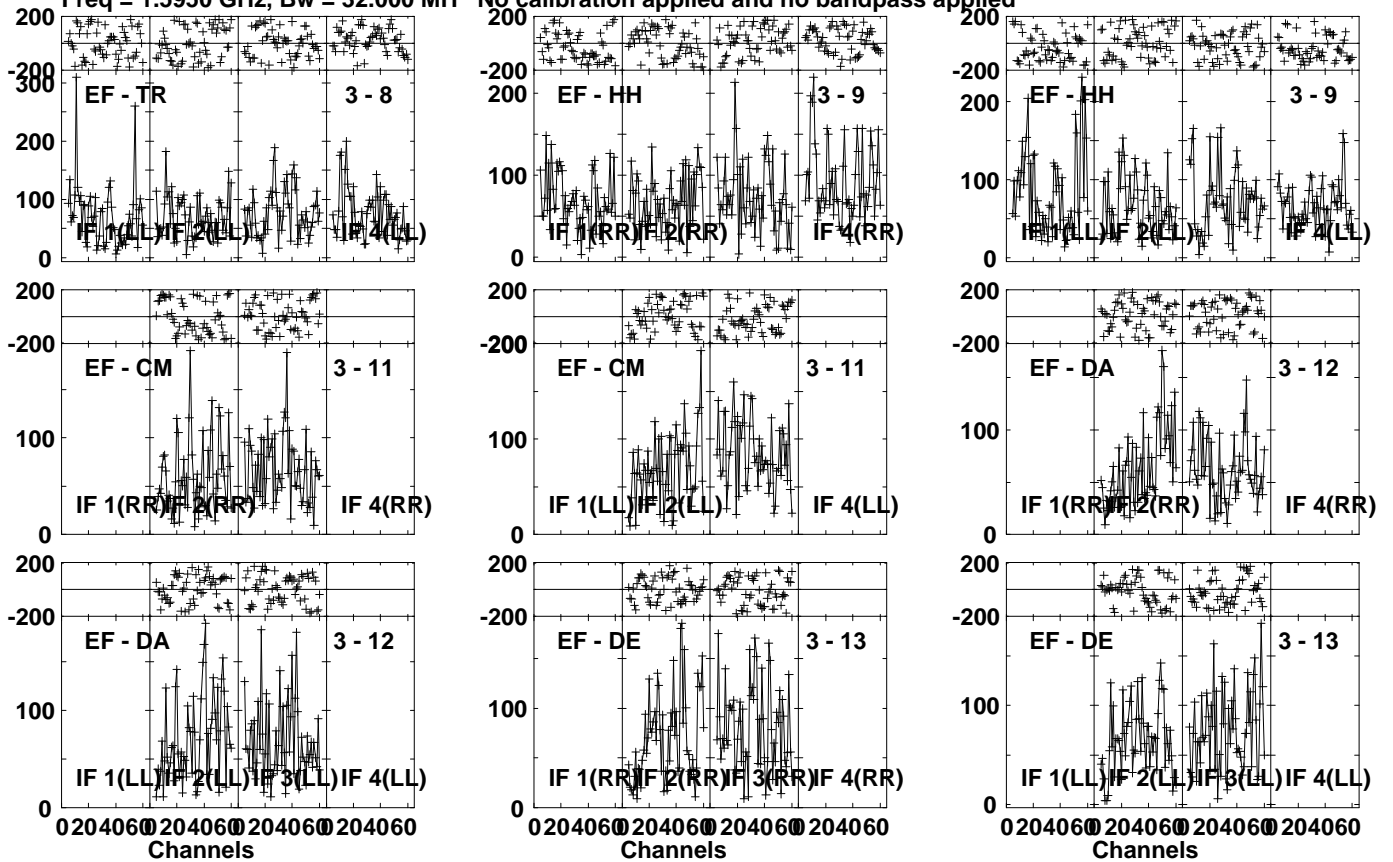 Freq = 1.5950 GHz, Bw = 32.000 MH No calibration applied and no bandpass applied
200
-200
300
EF - TR 3 - 8
200
100
IF 1(LL) IF 2(LL) IF 4(LL)
0
200
-200
EF - HH 3 - 9
200
100
IF 1(RR) IF 2(RR) IF 4(RR)
0
200
-200
EF - HH 3 - 9
200
100
IF 1(LL) IF 2(LL) IF 4(LL)
0
200
-200
EF - CM 3 - 11
100
IF 1(RR) IF 2(RR) IF 4(RR)
0
200
-200
200
EF - CM 3 - 11
100
IF 1(LL) IF 2(LL) IF 4(LL)
0
200
-200
EF - DA 3 - 12
100
IF 1(RR) IF 2(RR) IF 4(RR)
0
200
-200
EF - DA 3 - 12
100
IF 1(LL) IF 2(LL) IF 3(LL) IF 4(LL)
0
0 20 40 60 0 20 40 60 0 20 40 60 0 20 40 60
Channels
200
-200
EF - DE 3 - 13
100
IF 1(RR) IF 2(RR) IF 3(RR) IF 4(RR)
0
0 20 40 60 0 20 40 60 0 20 40 60 0 20 40 60
Channels
200
-200
EF - DE 3 - 13
100
IF 1(LL) IF 2(LL) IF 3(LL) IF 4(LL)
0
0 20 40 60 0 20 40 60 0 20 40 60 0 20 40 60
Channels